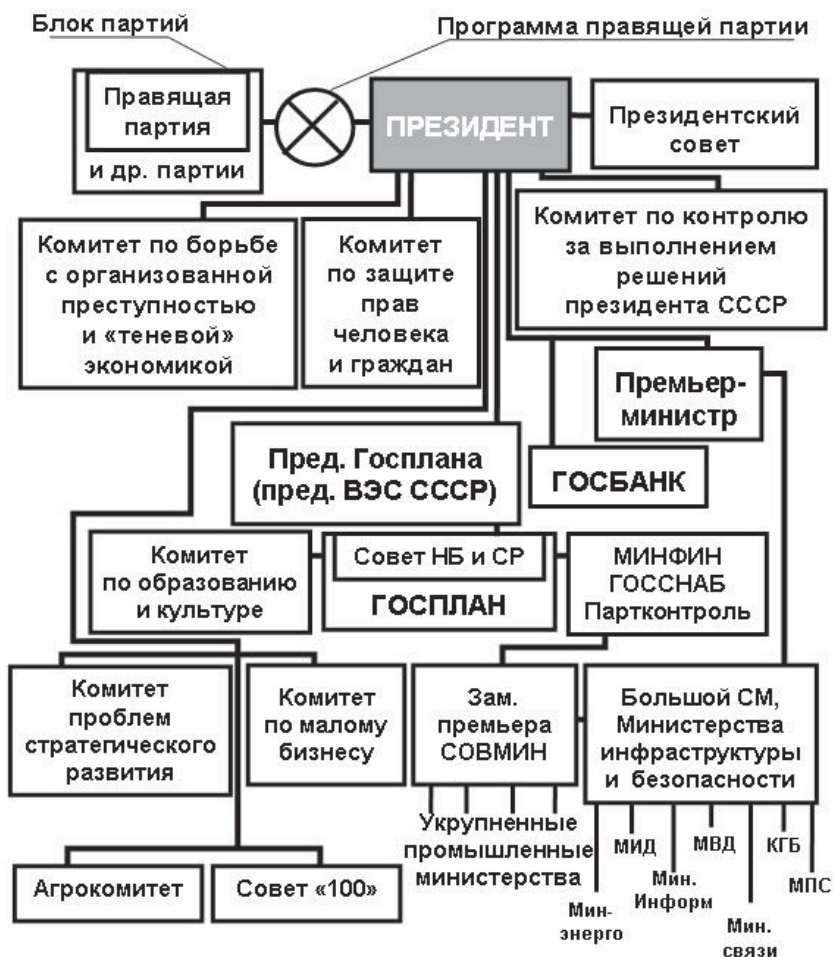 Блок партий
Программа правящей партии
Правящая
партия
и др. партии
ПРЕЗИДЕНТ
Президентский
совет
Комитет по борьбе
с организованной
преступностью
и «теневой»
экономикой
Комитет
по защите
прав
человека
и граждан
Комитет по контролю
за выполнением
решений
президента СССР
Премьер-
министр
Пред. Госплана
(пред. ВЭС СССР)
ГОСБАНК
Комитет
по образованию
и культуре
Совет НБ и СР
ГОСПЛАН
МИНФИН
ГОССНАБ
Партконтроль
Комитет
проблем
стратегического
развития
Комитет
по малому
бизнесу
Зам.
премьера
СОВМИН
Большой СМ,
Министерства
инфраструктуры
и безопасности
Укрупненные
промышленные
министерства
Агрокомитет
Совет «100»
Мин-
энерго
МИД
Мин.
Информ
МВД
Мин.
связи
КГБ
МПС